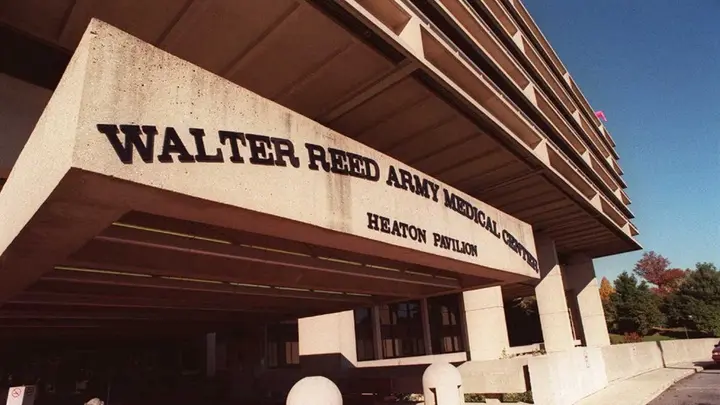 WALTER REED ARMY MEDICAL CENTER
HEATON PAVILION